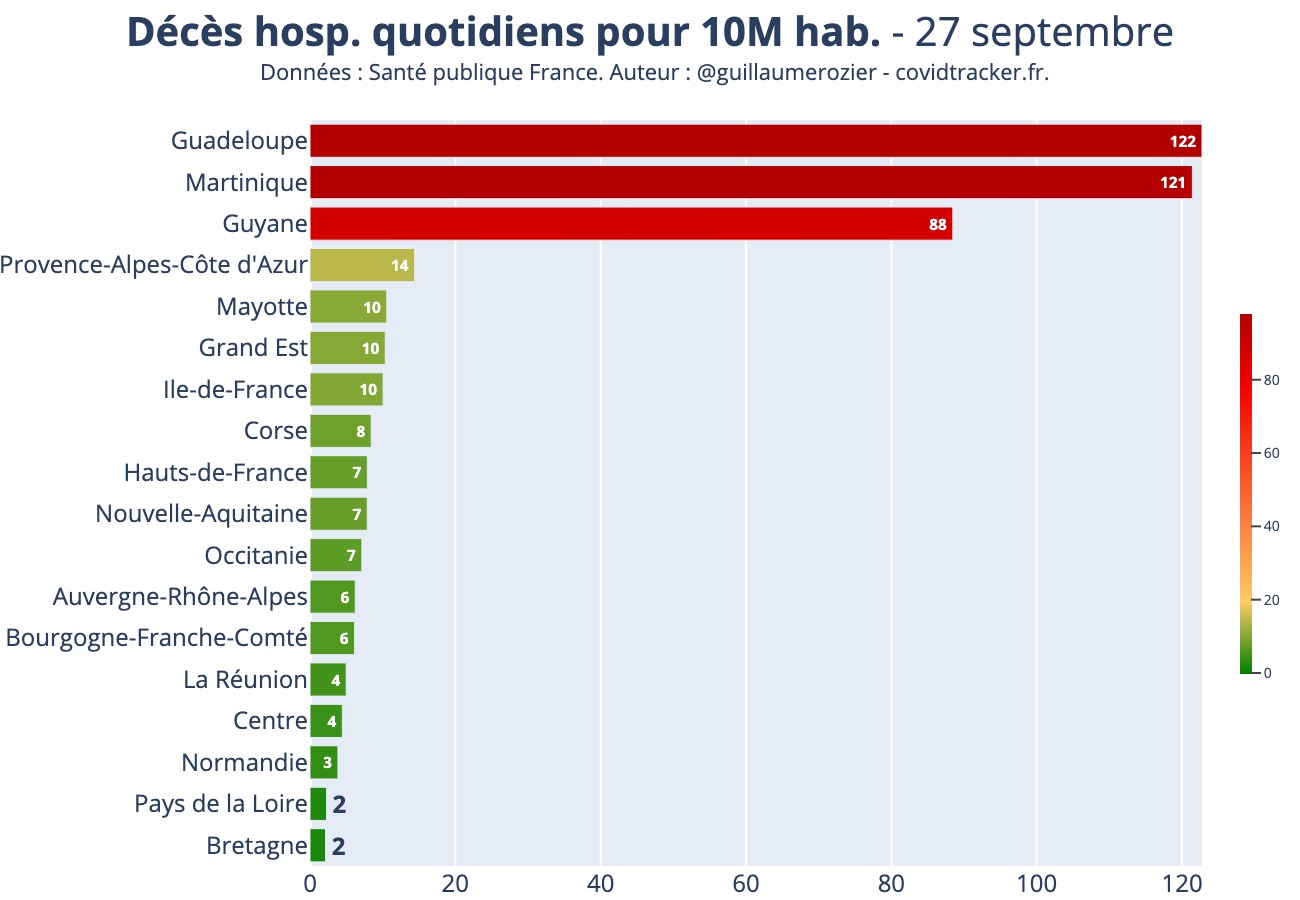 Décès hosp. quotidiens pour 10M hab. - 27 septembre
Données : Santé publique France. Auteur : @guillaumerozier - covidtracker.fr.
Guadeloupe 122
Martinique 121
Guyane 88
Provence-Alpes-Côte d'Azur 14
Mayotte 10
Grand Est 10
Ile-de-France 10
Corse 8
Hauts-de-France 7
Nouvelle-Aquitaine 7
Occitanie 7
Auvergne-Rhône-Alpes 6
Bourgogne-Franche-Comté 6
La Réunion 4
Centre 4
Normandie 3
Pays de la Loire 2
Bretagne 2
0 20 40 60 80 100 120
80
60
40
20
0